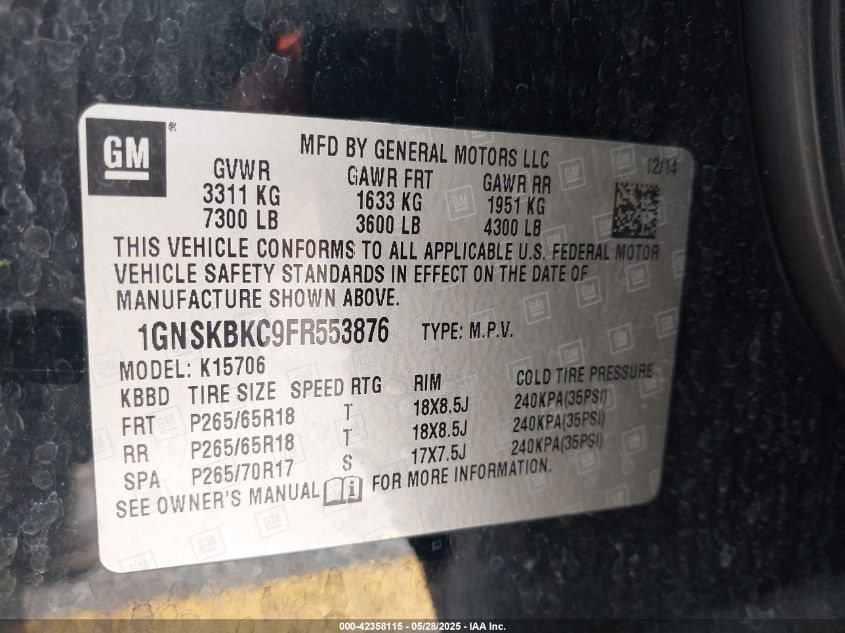 GM ®
MFD BY GENERAL MOTORS LLC
12/14
GVWR GAWR FRT GAWR RR
3311 KG 1633 KG 1951 KG
7300 LB 3600 LB 4300 LB
THIS VEHICLE CONFORMS TO ALL APPLICABLE U.S. FEDERAL MOTOR
VEHICLE SAFETY STANDARDS IN EFFECT ON THE DATE OF
MANUFACTURE SHOWN ABOVE.
1GNSKBKC9FR553876 TYPE: M.P.V.
MODEL: K15706
KBBD TIRE SIZE SPEED RTG RIM COLD TIRE PRESSURE
FRT P265/65R18 T 18X8.5J 240KPA(35PSI)
RR P265/65R18 T 18X8.5J 240KPA(35PSI)
SPA P265/70R17 S 17X7.5J 240KPA(35PSI)
SEE OWNER'S MANUAL i FOR MORE INFORMATION.
000-42358115 - 05/28/2025 - IAA Inc.